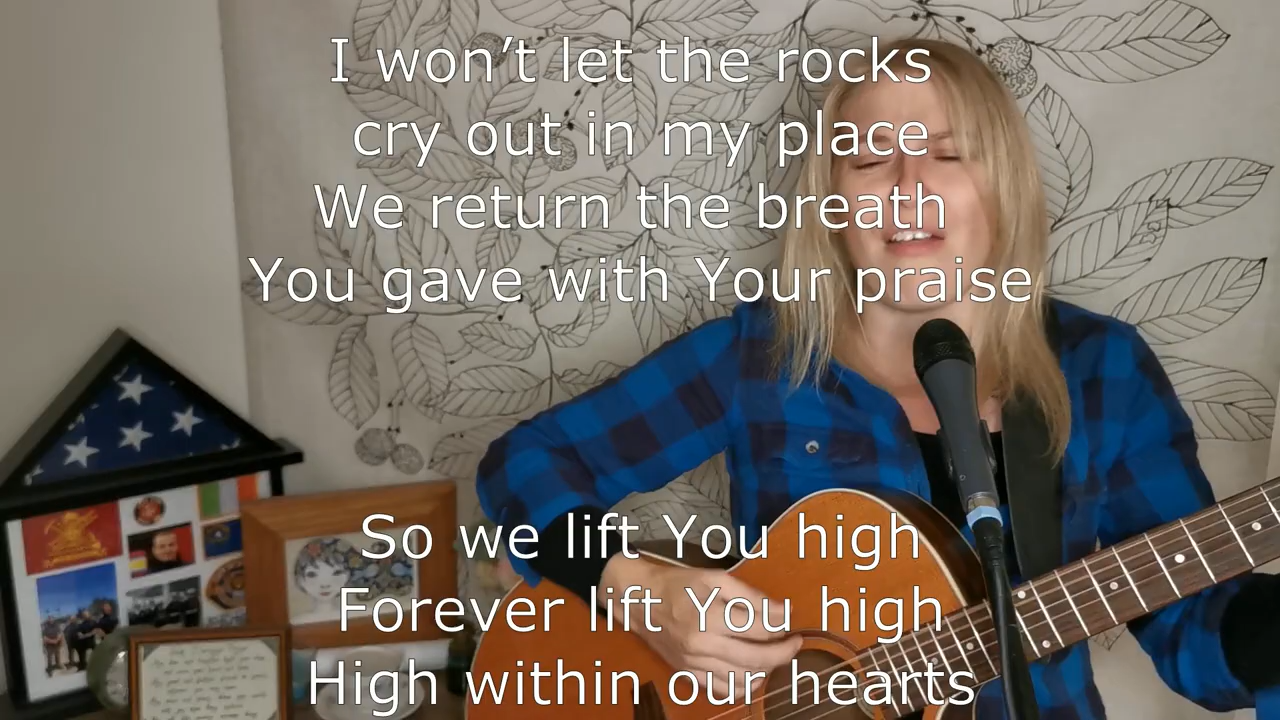 I won’t let the rocks
cry out in my place
We return the breath
You gave with Your praise
So we lift You high
Forever lift You high
High within our hearts